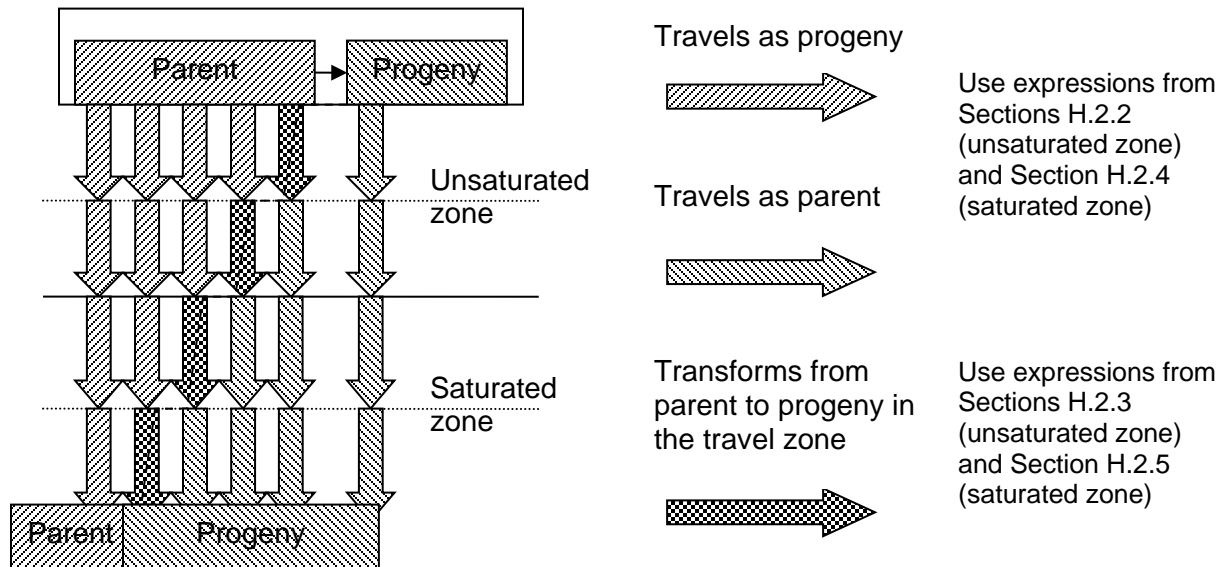 Parent
Progeny
Unsaturated
zone
Saturated
zone
Parent
Progeny
Travels as progeny
Use expressions from
Sections H.2.2
(unsaturated zone)
and Section H.2.4
(saturated zone)
Travels as parent
Transforms from
parent to progeny in
the travel zone
Use expressions from
Sections H.2.3
(unsaturated zone)
and Section H.2.5
(saturated zone)